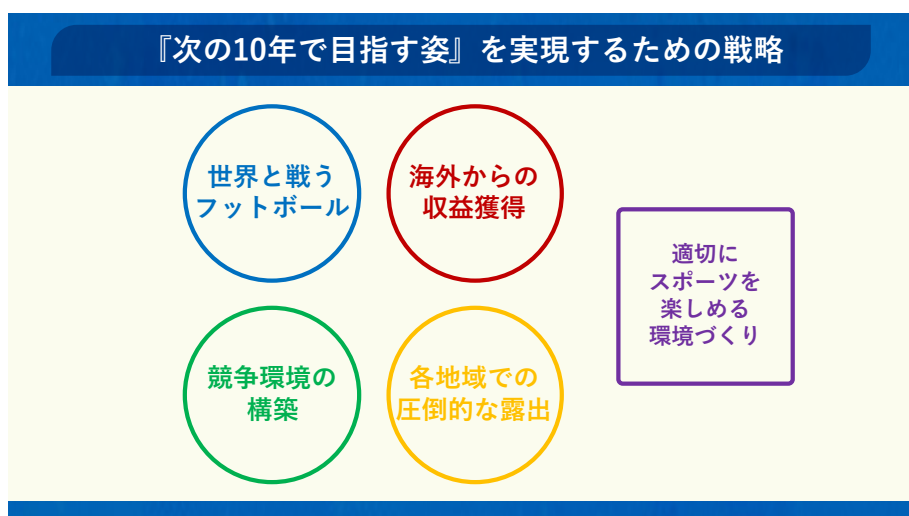 『次の10年で目指す姿』を実現するための戦略
世界と戦う
フットボール
海外からの
収益獲得
競争環境の
構築
各地域での
圧倒的な露出
適切に
スポーツを
楽しめる
環境づくり